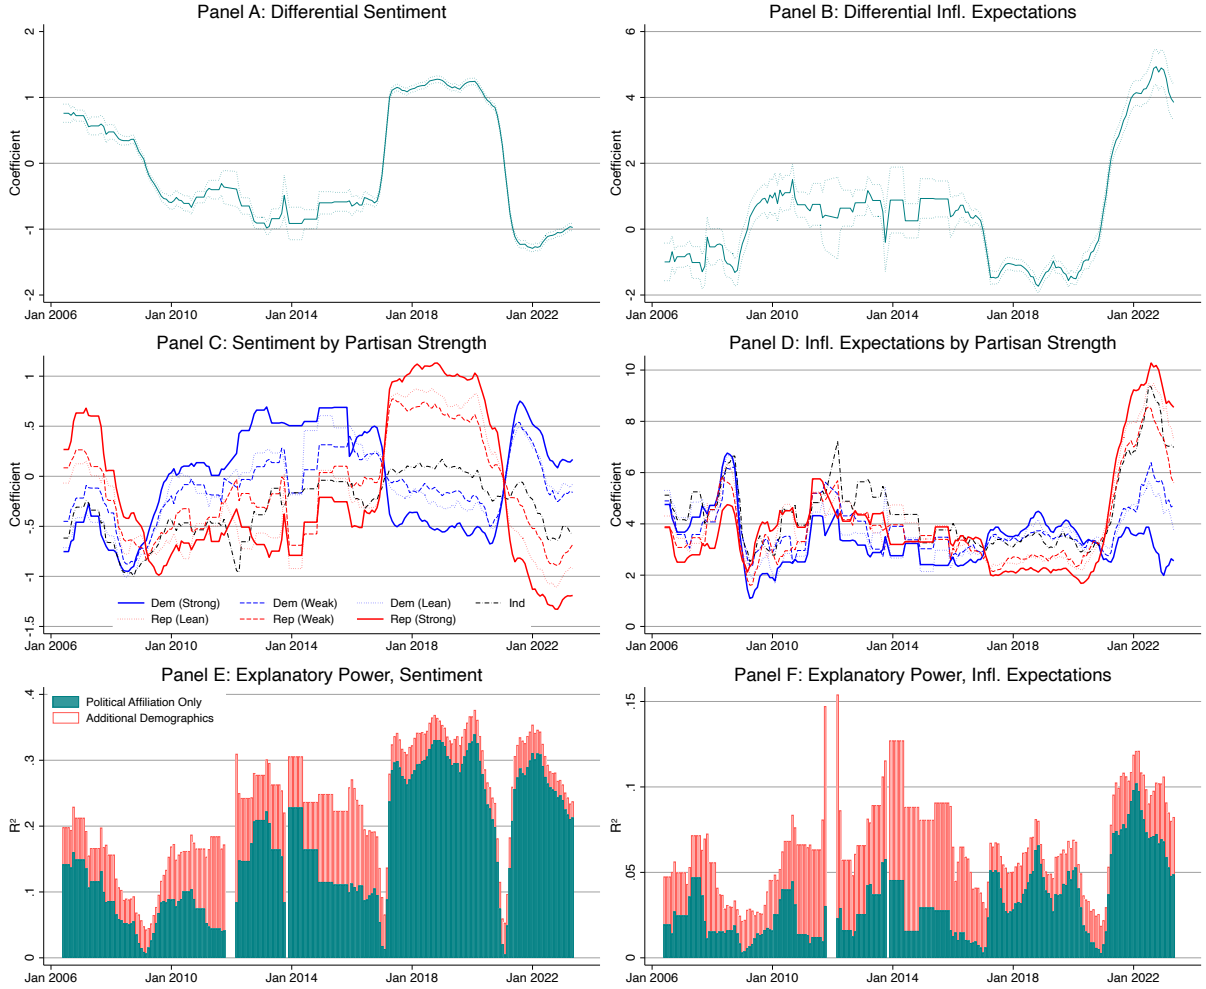 Panel A: Differential Sentiment
Coefficient
2
1
0
-1
-2
Jan 2006 Jan 2010 Jan 2014 Jan 2018 Jan 2022
Panel B: Differential Infl. Expectations
Coefficient
6
4
2
0
-2
Jan 2006 Jan 2010 Jan 2014 Jan 2018 Jan 2022
Panel C: Sentiment by Partisan Strength
Coefficient
1
.5
0
-.5
-1
-1.5
Dem (Strong) Dem (Weak) Dem (Lean) Ind
Rep (Lean) Rep (Weak) Rep (Strong)
Jan 2006 Jan 2010 Jan 2014 Jan 2018 Jan 2022
Panel D: Infl. Expectations by Partisan Strength
Coefficient
10
8
6
4
2
0
Jan 2006 Jan 2010 Jan 2014 Jan 2018 Jan 2022
Panel E: Explanatory Power, Sentiment
Political Affiliation Only
Additional Demographics
R²
.4
.3
.2
.1
0
Jan 2006 Jan 2010 Jan 2014 Jan 2018 Jan 2022
Panel F: Explanatory Power, Infl. Expectations
R²
.15
.1
.05
0
Jan 2006 Jan 2010 Jan 2014 Jan 2018 Jan 2022